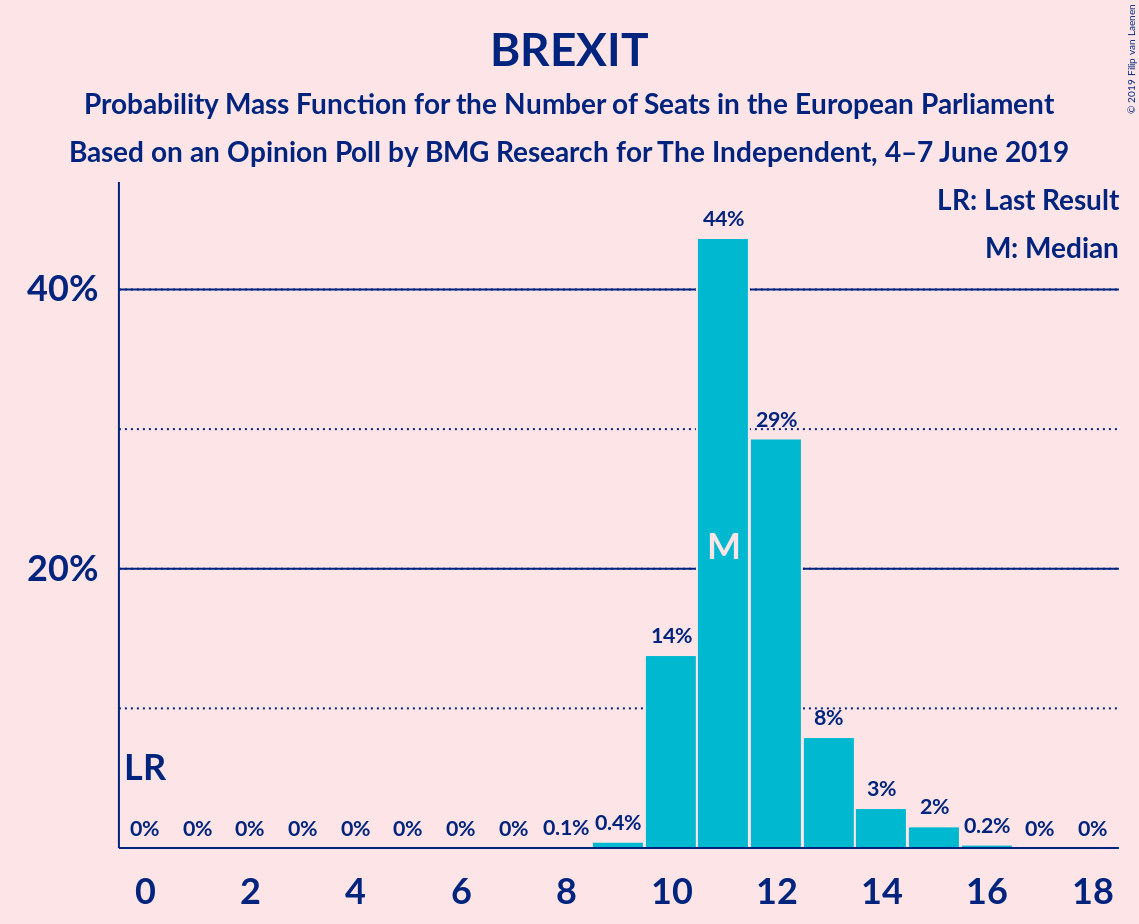 BREXIT
Probability Mass Function for the Number of Seats in the European Parliament
Based on an Opinion Poll by BMG Research for The Independent, 4–7 June 2019
© 2019 Filip van Laenen
LR: Last Result
M: Median
44%
40%
29%
M
20%
14%
8%
LR
3%
2%
0% 0% 0% 0% 0% 0% 0% 0% 0.1% 0.4% 0.2% 0% 0%
0 2 4 6 8 10 12 14 16 18